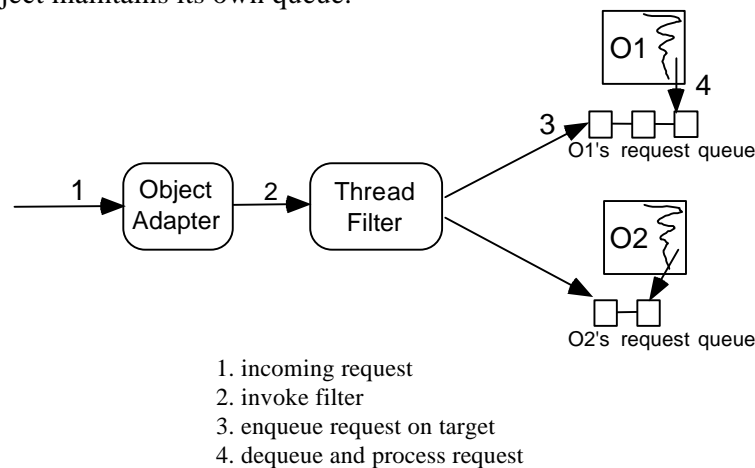 ject maintains its own queue.
O1
4
3
O1's request queue
1
Object
Adapter
2
Thread
Filter
O2
O2's request queue
1. incoming request
2. invoke filter
3. enqueue request on target
4. dequeue and process request